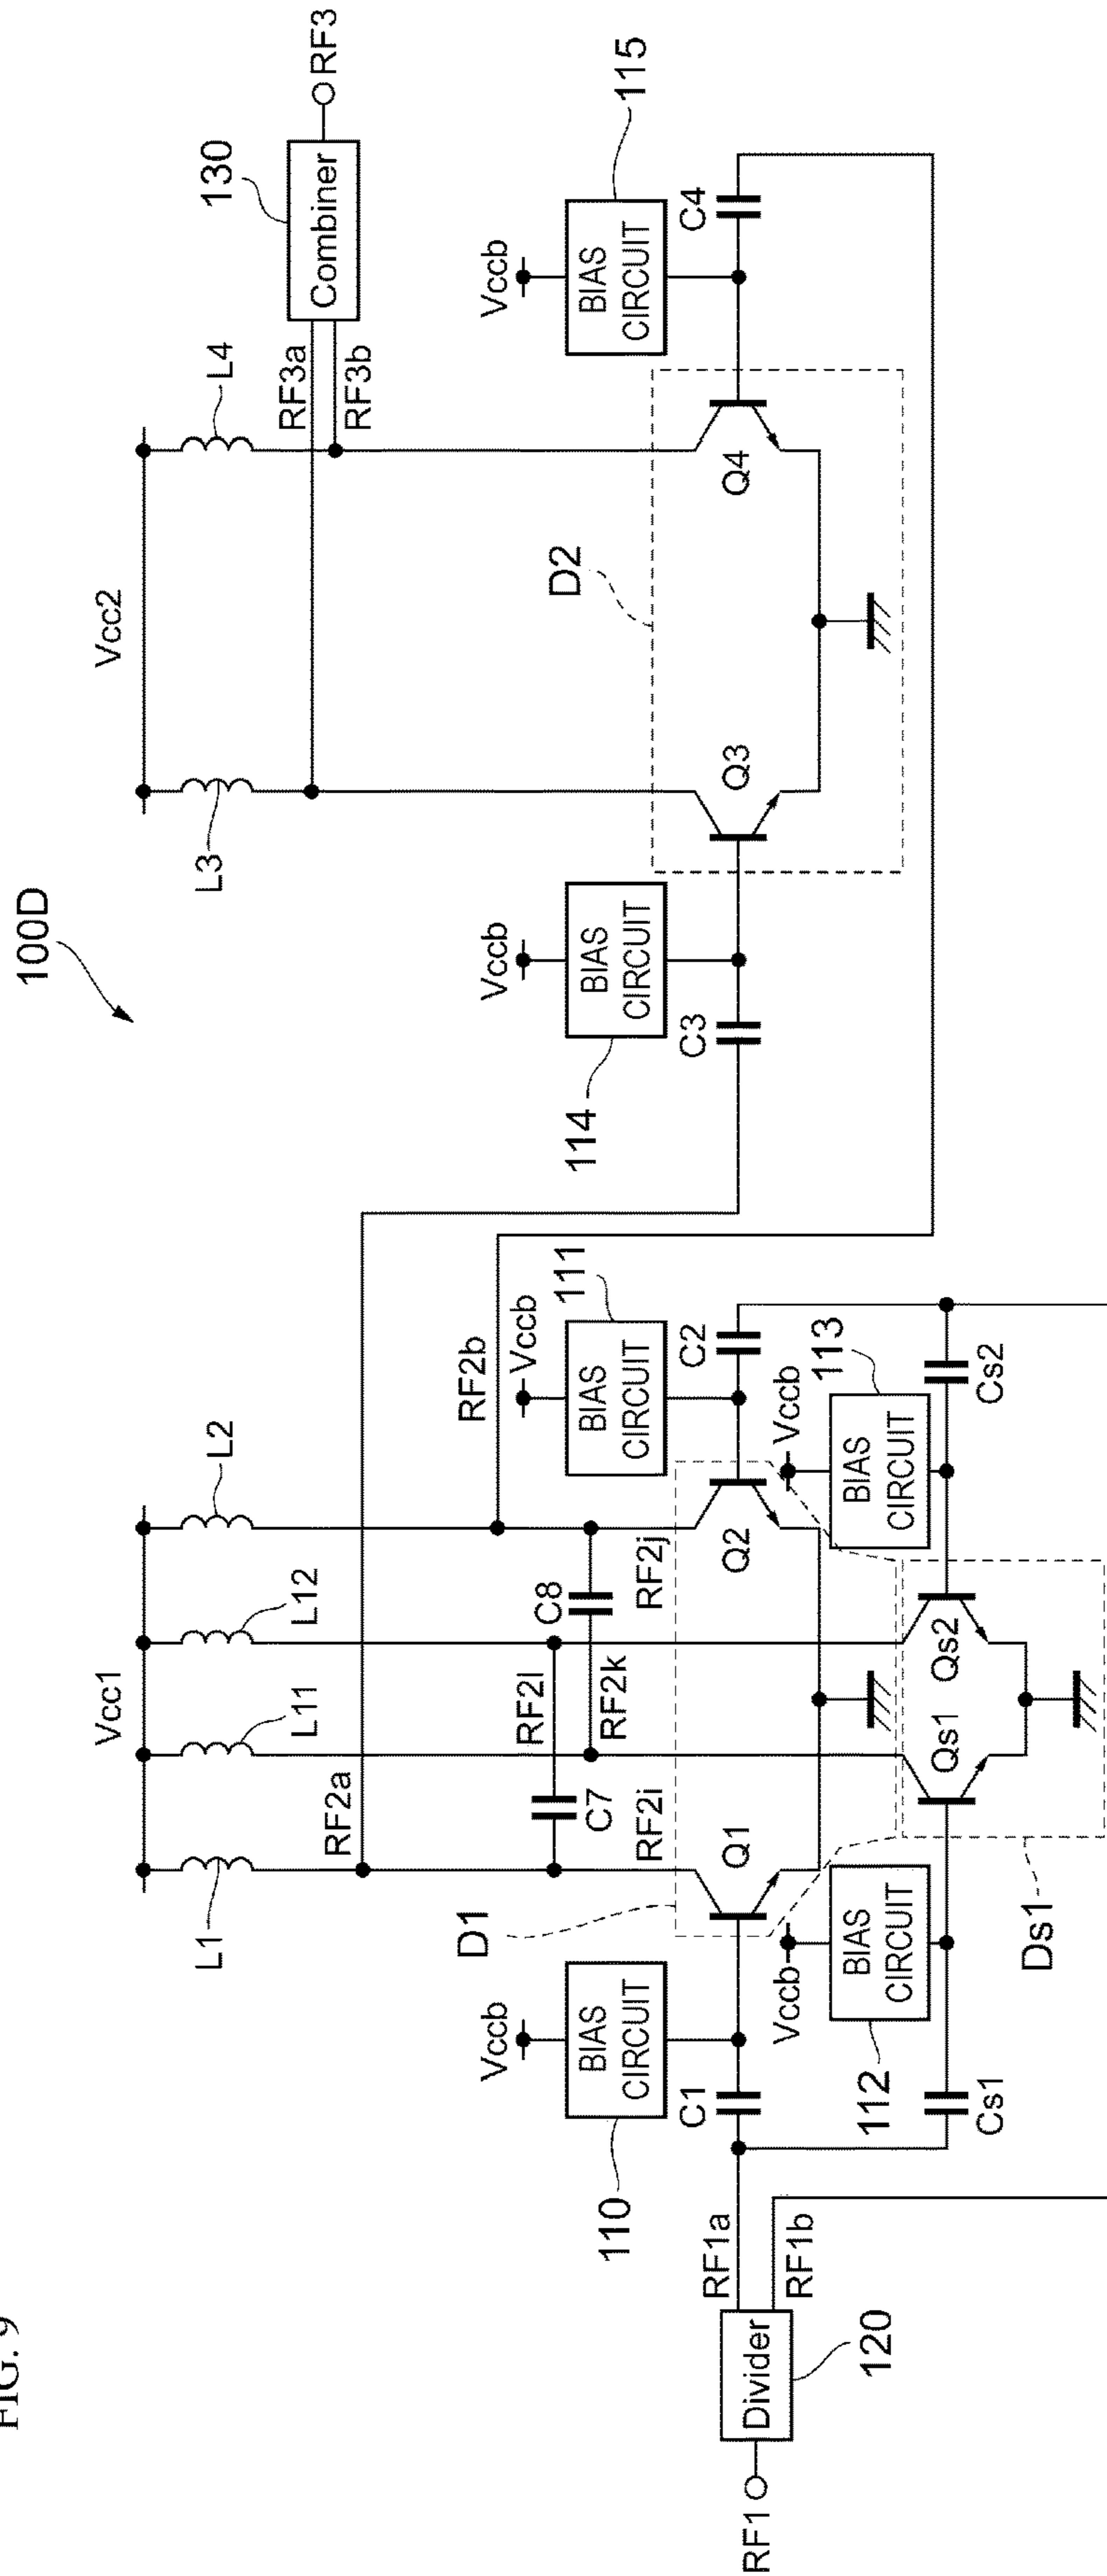 FIG. 9
100D
Vcc1
Vcc2
L1
L11
L12
L2
L3
L4
RF2a
RF2b
RF3a
RF3b
130
Combiner
RF3
RF2l
RF2k
C7
C8
RF2i
RF2j
D1
D2
Vccb
BIAS
CIRCUIT
110
Vccb
BIAS
CIRCUIT
111
Vccb
BIAS
CIRCUIT
114
Vccb
BIAS
CIRCUIT
115
RF1
Divider
120
RF1a
RF1b
C1
Q1
Q2
C2
C3
Q3
Q4
C4
Vccb
BIAS
CIRCUIT
112
Vccb
BIAS
CIRCUIT
113
Cs1
Qs1
Qs2
Cs2
Ds1